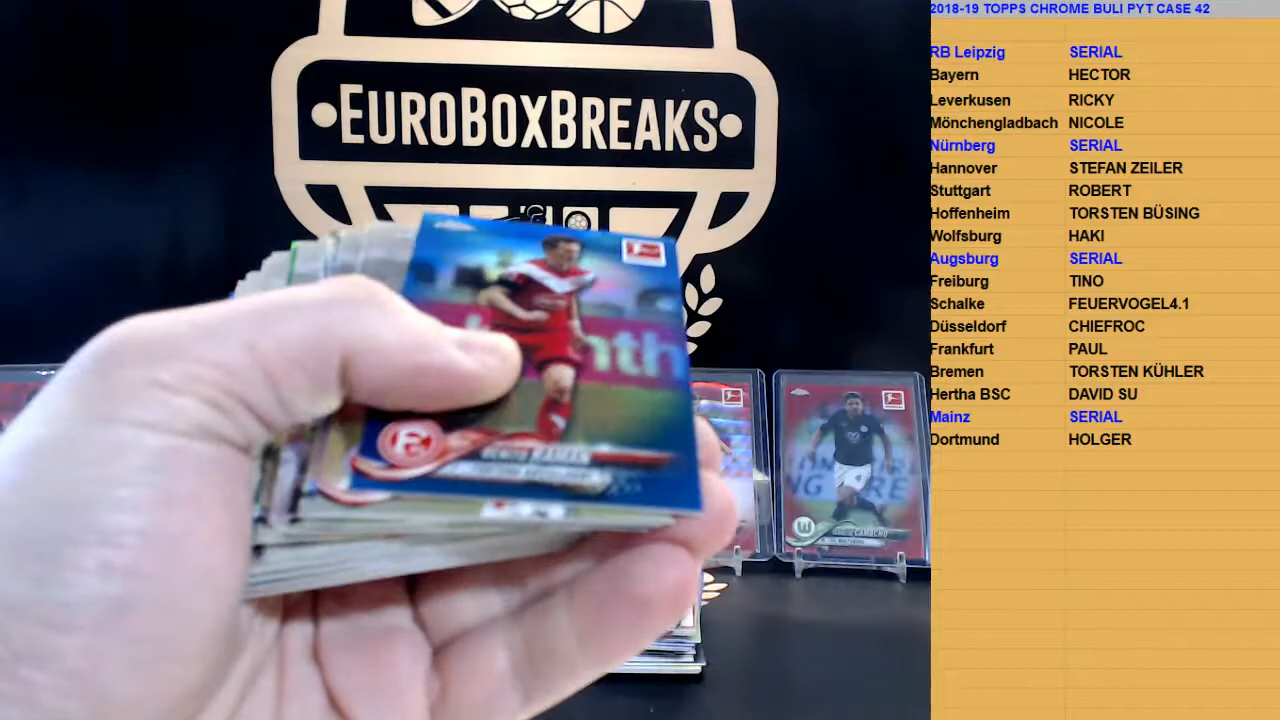 2018-19 TOPPS CHROME BULI PYT CASE 42
RB Leipzig SERIAL
Bayern HECTOR
Leverkusen RICKY
Mönchengladbach NICOLE
Nürnberg SERIAL
Hannover STEFAN ZEILER
Stuttgart ROBERT
Hoffenheim TORSTEN BÜSING
Wolfsburg HAKI
Augsburg SERIAL
Freiburg TINO
Schalke FEUERVOGEL4.1
Düsseldorf CHIEFROC
Frankfurt PAUL
Bremen TORSTEN KÜHLER
Hertha BSC DAVID SU
Mainz SERIAL
Dortmund HOLGER
EUROBOXBREAKS
nth